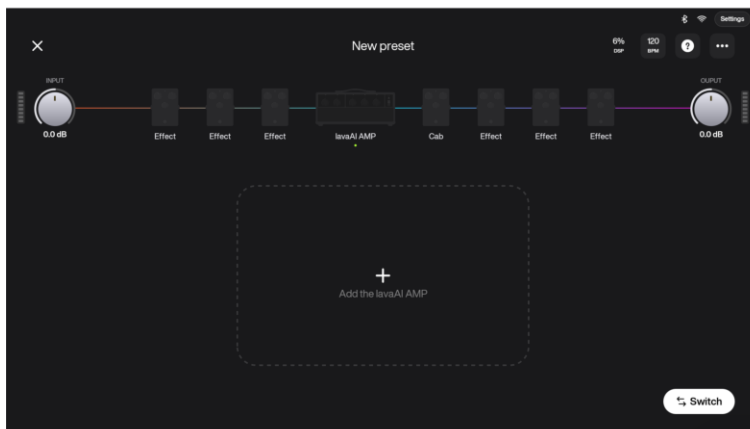 Settings
New preset
6%
DSP
120
BPM
?
INPUT
OUPUT
0.0 dB
Effect
Effect
Effect
lavaAI AMP
Cab
Effect
Effect
Effect
0.0 dB
Add the lavaAI AMP
Switch